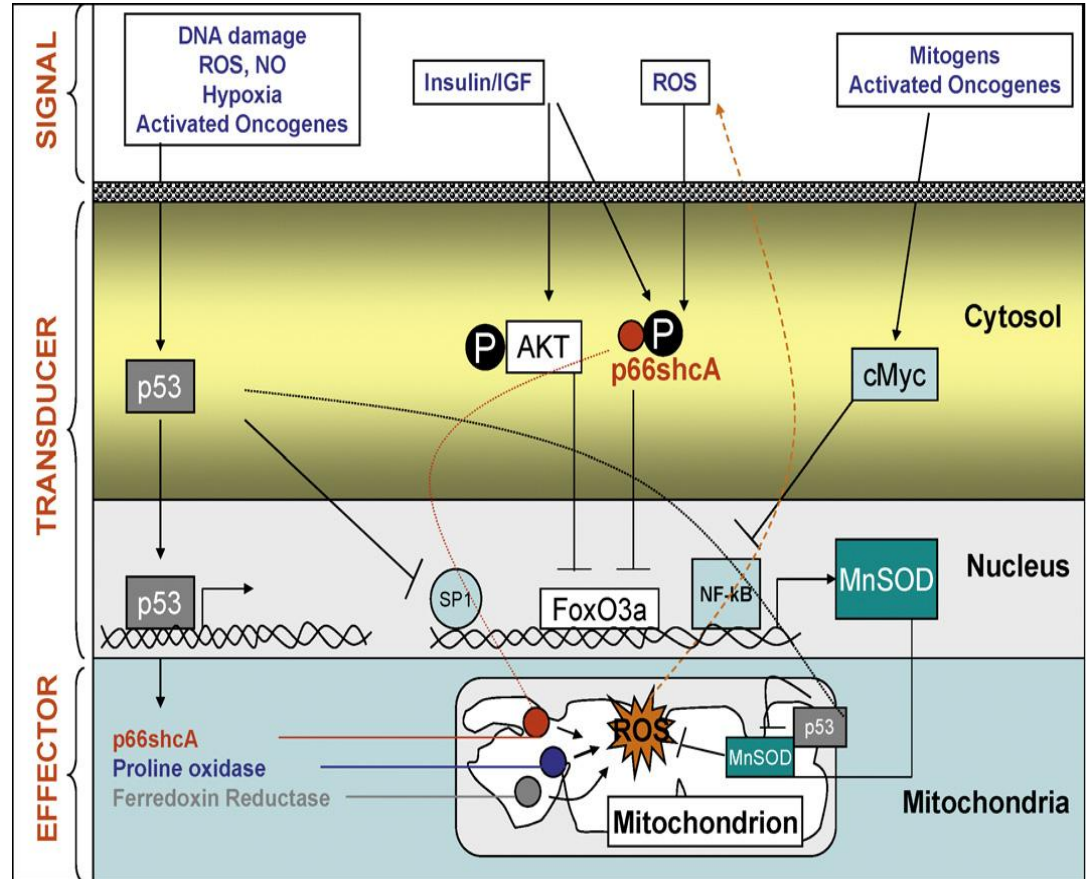 SIGNAL
DNA damage
ROS, NO
Hypoxia
Activated Oncogenes
Insulin/IGF
ROS
Mitogens
Activated Oncogenes
TRANSDUCER
Cytosol
p53
P
AKT
P
p66shcA
cMyc
Nucleus
p53
SP1
FoxO3a
NF-kB
MnSOD
EFFECTOR
p66shcA
Proline oxidase
Ferredoxin Reductase
ROS
p53
MnSOD
Mitochondrion
Mitochondria